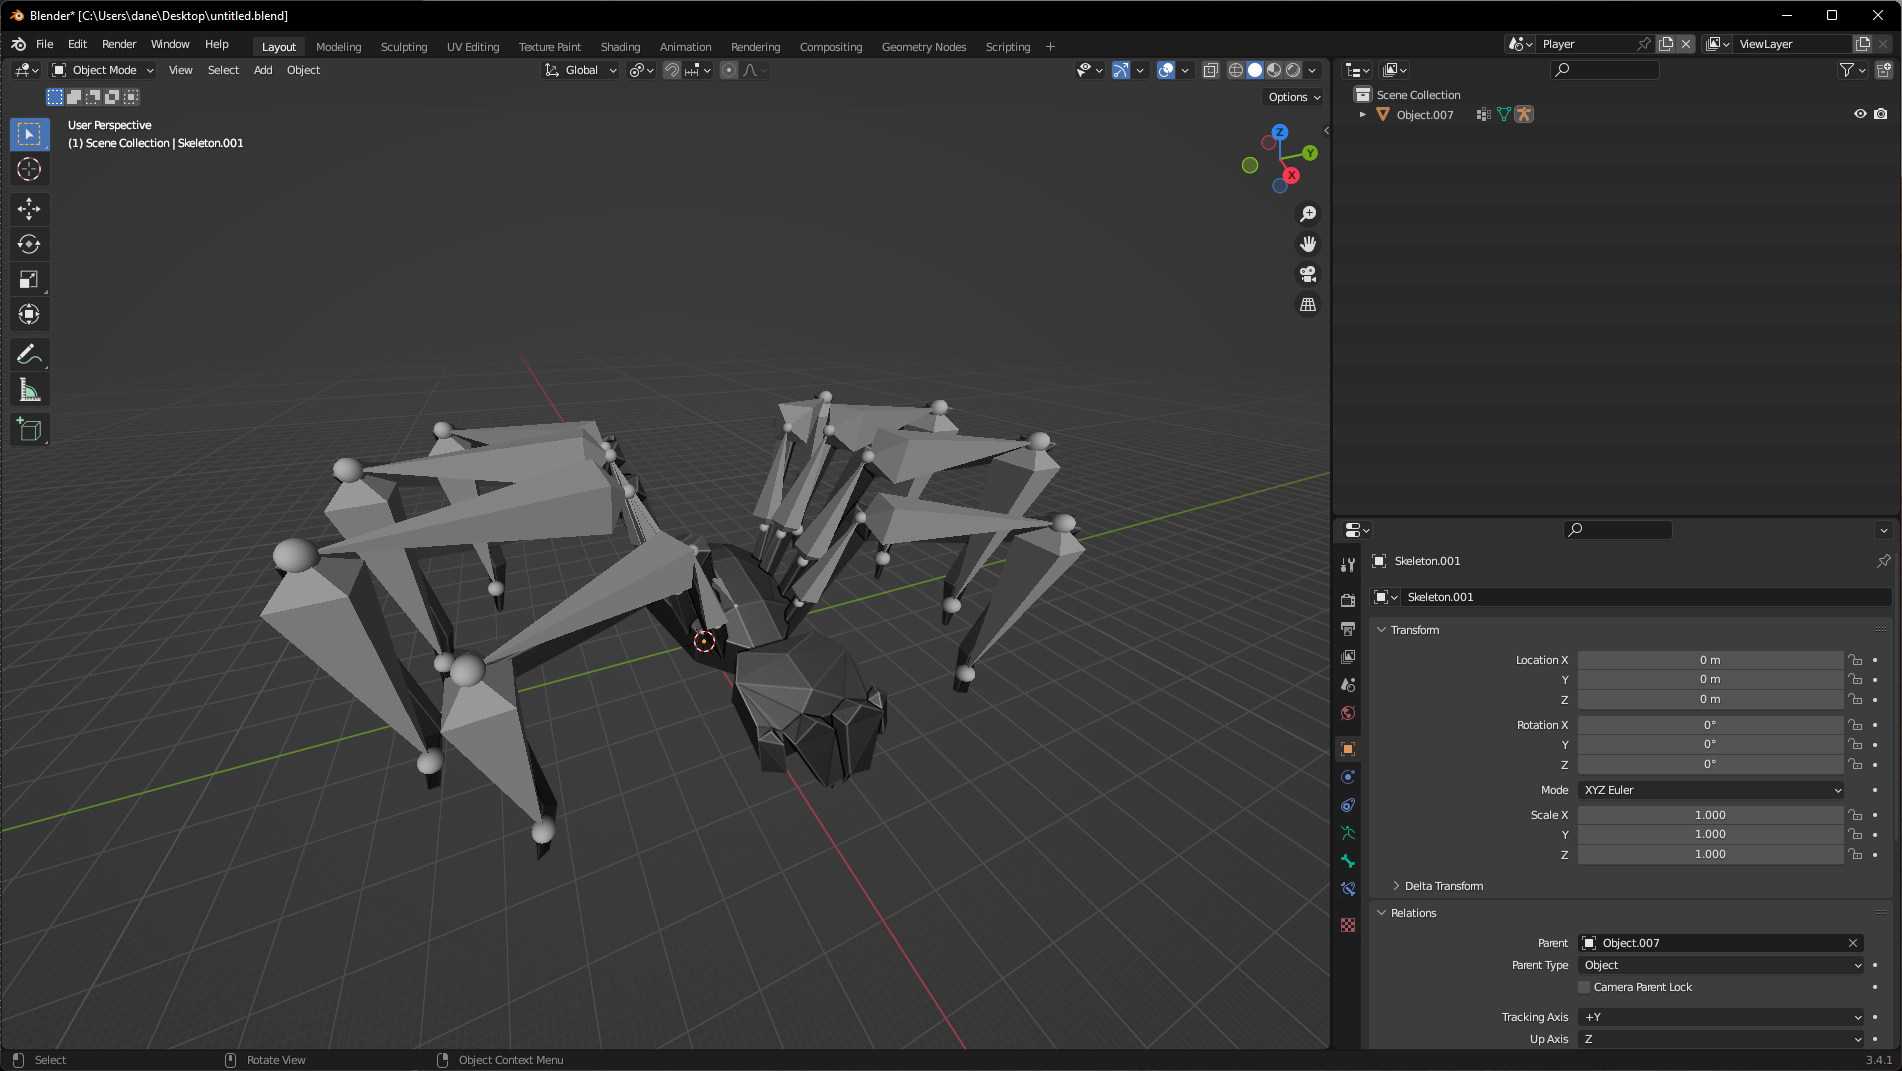 Blender* [C:\Users\dane\Desktop\untitled.blend]
File Edit Render Window Help
Layout Modeling Sculpting UV Editing Texture Paint Shading Animation Rendering Compositing Geometry Nodes Scripting +
Player
ViewLayer
Object Mode View Select Add Object
Global
Options
User Perspective
(1) Scene Collection | Skeleton.001
Z
Y
X
Scene Collection
Object.007
Skeleton.001
Skeleton.001
Transform
Location X 0 m
Y 0 m
Z 0 m
Rotation X 0°
Y 0°
Z 0°
Mode XYZ Euler
Scale X 1.000
Y 1.000
Z 1.000
Delta Transform
Relations
Parent Object.007
Parent Type Object
Camera Parent Lock
Tracking Axis +Y
Up Axis Z
Select Rotate View Object Context Menu
3.4.1